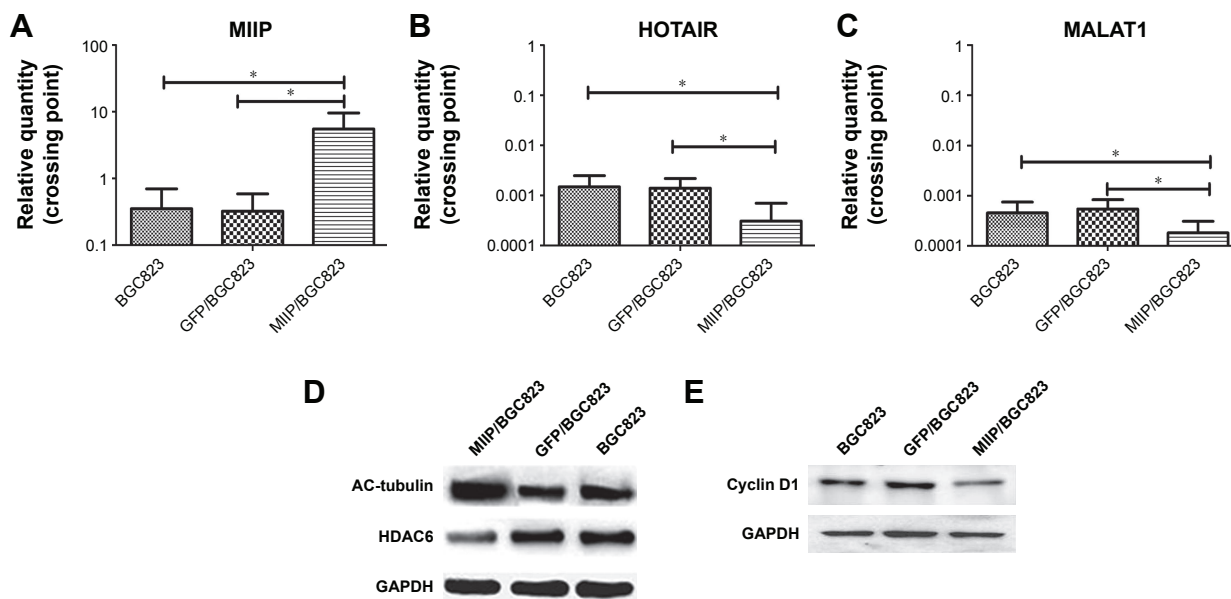 A
MIIP
Relative quantity
(crossing point)
100
10
1
0.1
*
*
BGC823
GFP/BGC823
MIIP/BGC823
B
HOTAIR
Relative quantity
(crossing point)
1
0.1
0.01
0.001
0.0001
*
*
BGC823
GFP/BGC823
MIIP/BGC823
C
MALAT1
Relative quantity
(crossing point)
1
0.1
0.01
0.001
0.0001
*
*
BGC823
GFP/BGC823
MIIP/BGC823
D
MIIP/BGC823
GFP/BGC823
BGC823
AC-tubulin
HDAC6
GAPDH
E
BGC823
GFP/BGC823
MIIP/BGC823
Cyclin D1
GAPDH